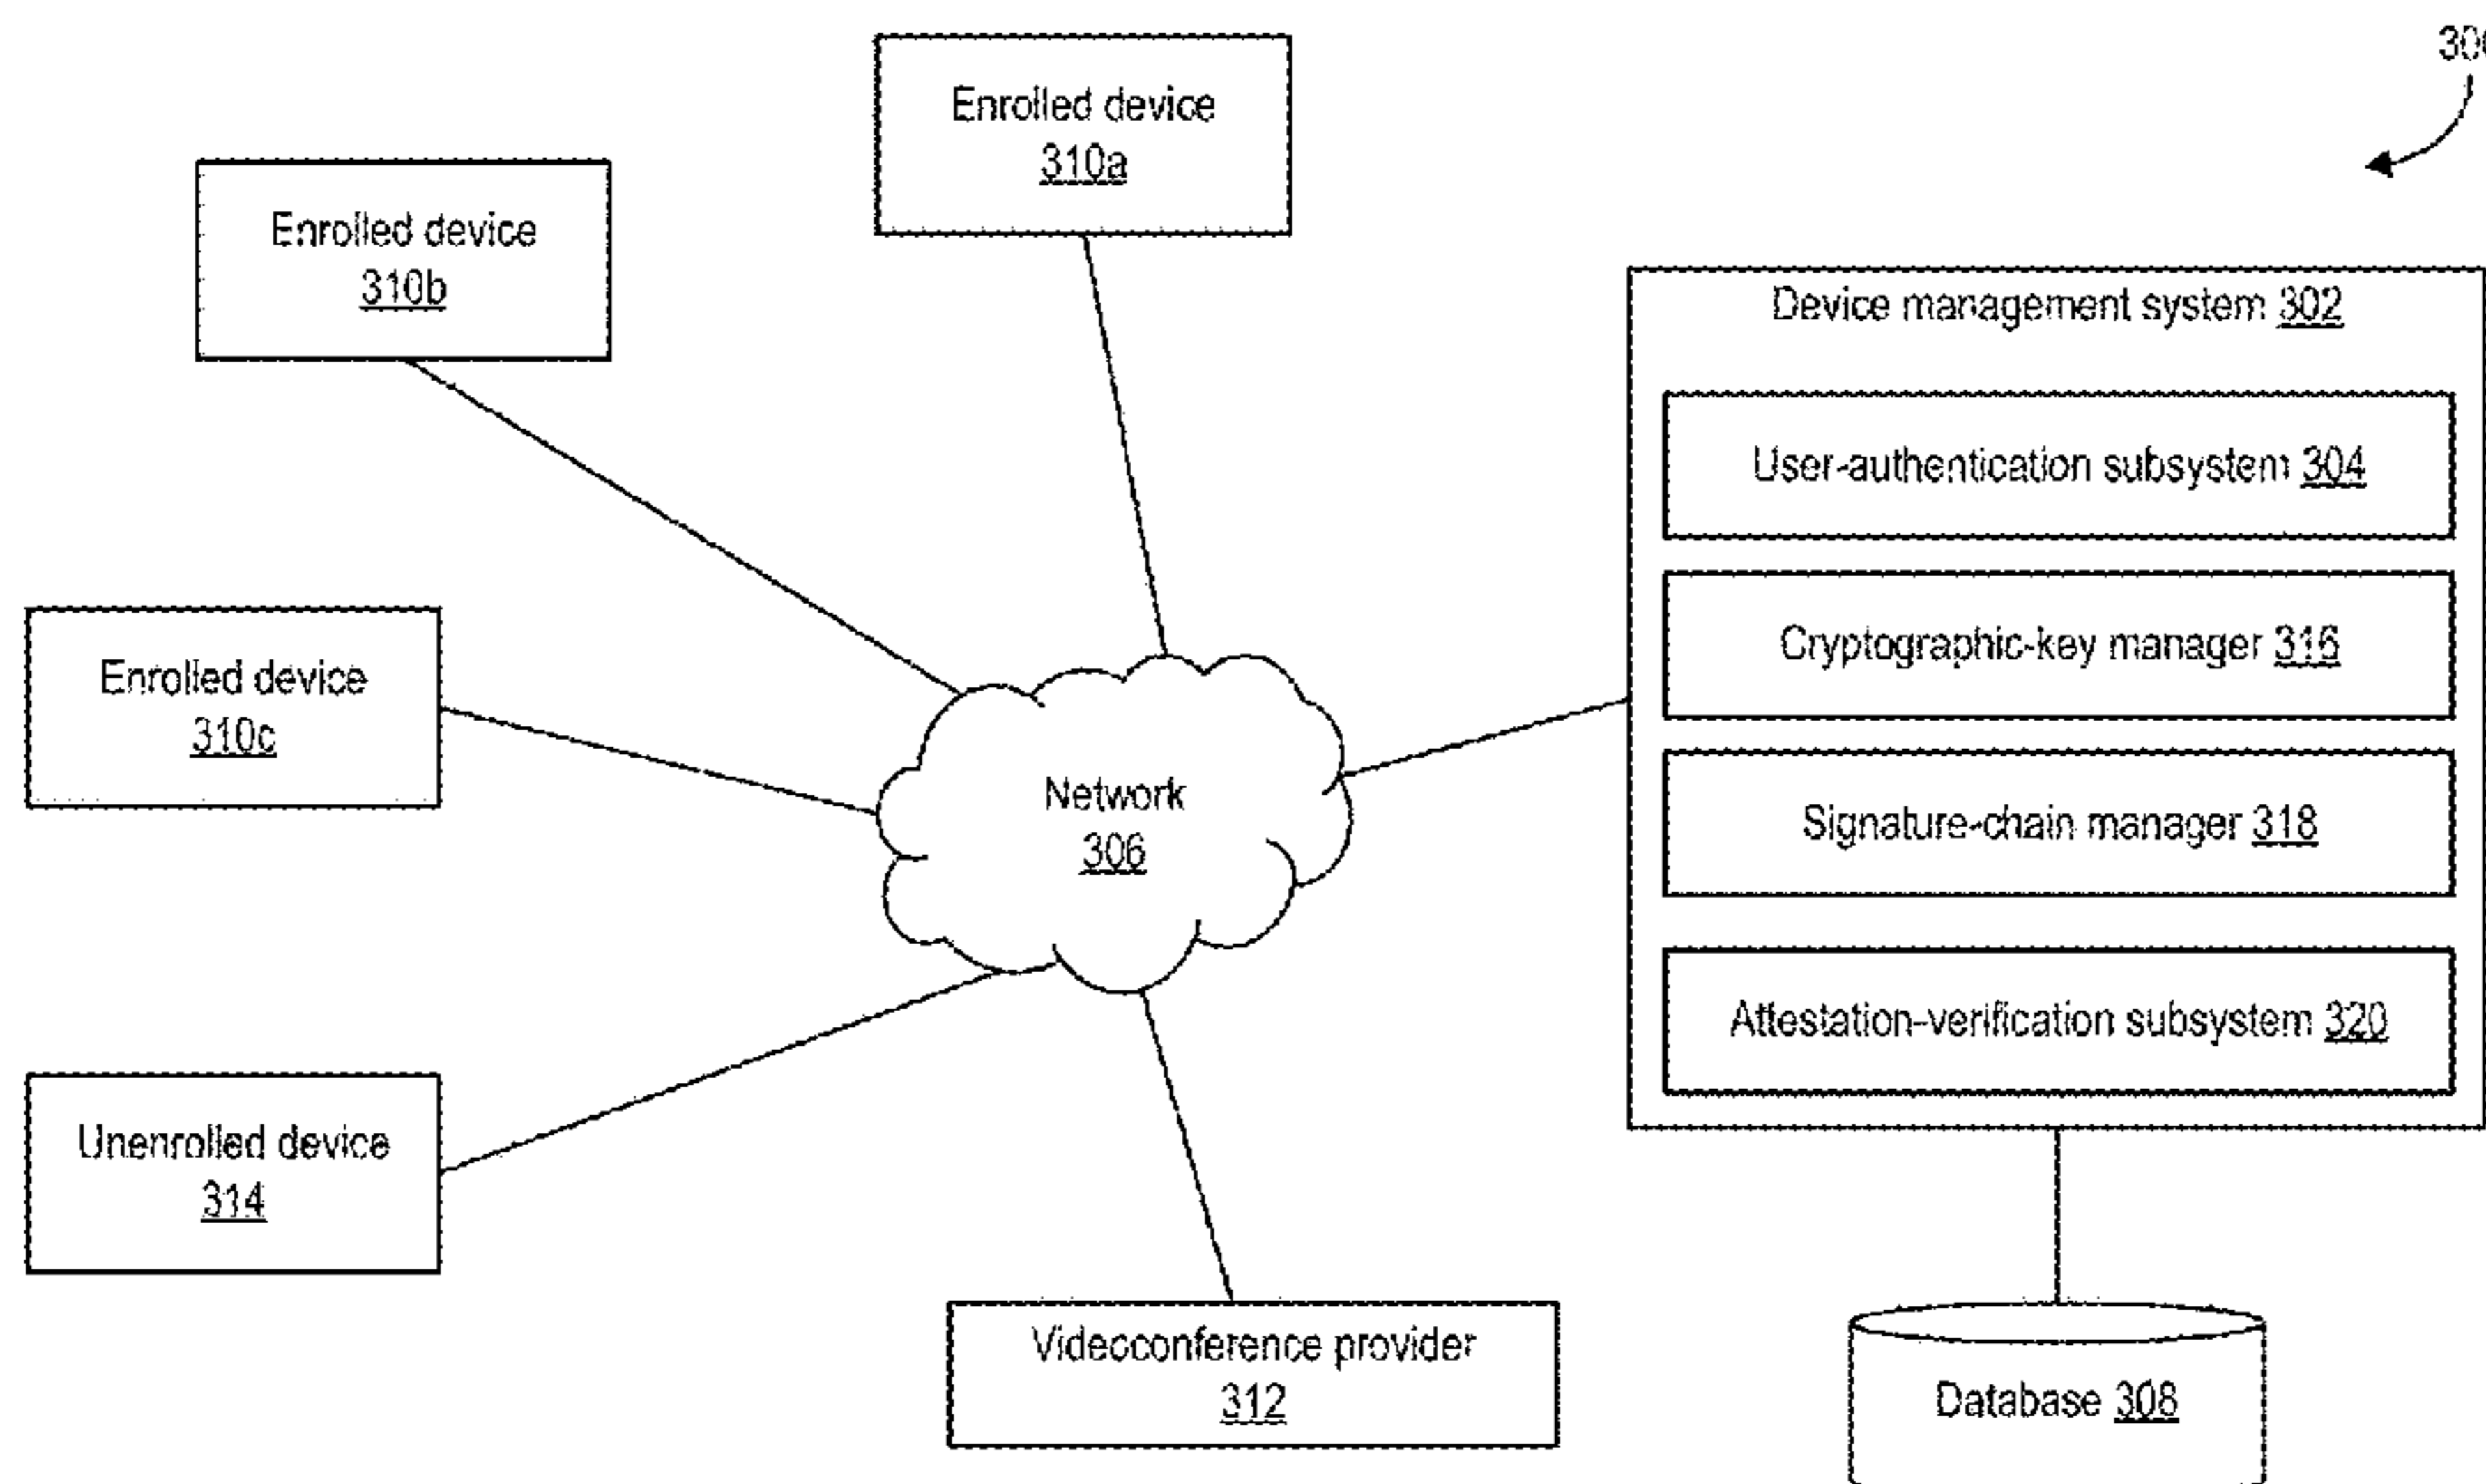 300
Enrolled device
310a
Enrolled device
310b
Device management system 302
User-authentication subsystem 304
Cryptographic-key manager 316
Enrolled device
310c
Network
306
Signature-chain manager 318
Attestation-verification subsystem 320
Unenrolled device
314
Videoconference provider
312
Database 308